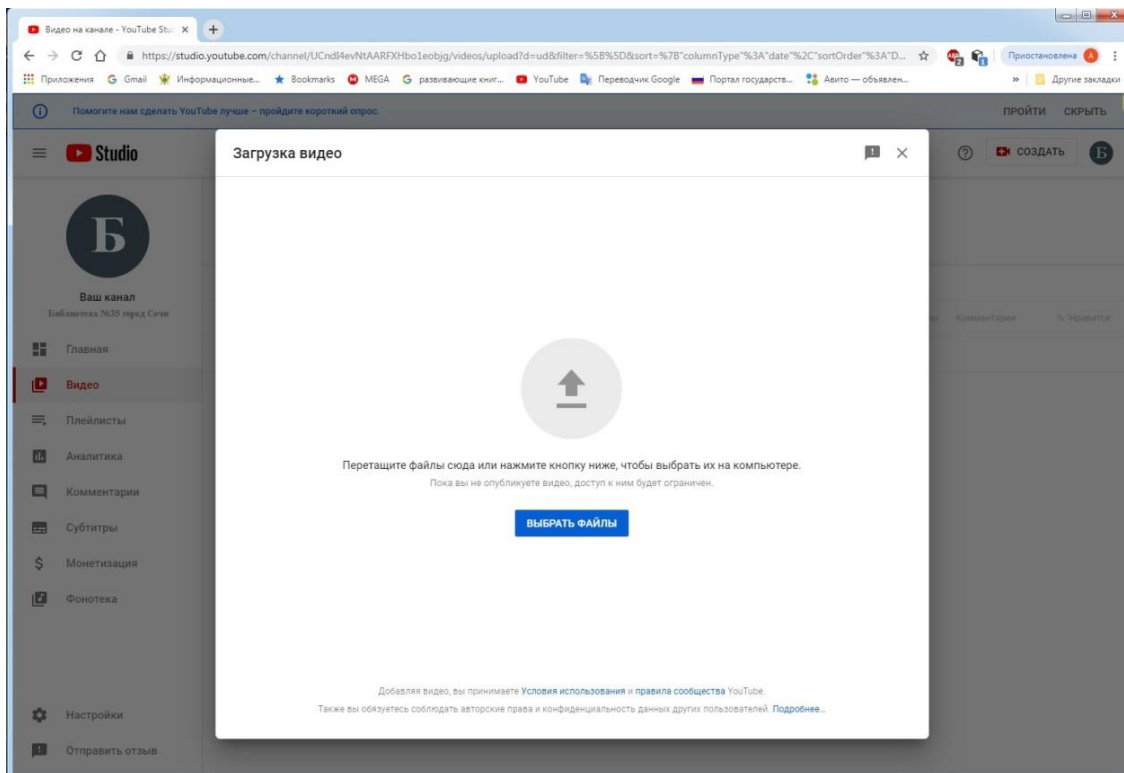 Видео на канале - YouTube Stu
https://studio.youtube.com/channel/UCndl4evNtAARFXHbo1eobjg/videos/upload?d=ud&filter=%5B%5D&sort=%7B"columnType"%3A"date"%2C"sortOrder"%3A"D...
Приостановлена А
Приложения Gmail Информационные... Bookmarks MEGA развивающие книг... YouTube Переводчик Google Портал государств... Авито — объявлен... » Другие закладки
Помогите нам сделать YouTube лучше – пройдите короткий опрос. ПРОЙТИ СКРЫТЬ
Studio
Загрузка видео
СОЗДАТЬ Б
Б
Ваш канал
Библиотека №35 город Сочи
Комментарии % "Нравится"
Главная
Видео
Плейлисты
Аналитика
Комментарии
Субтитры
Монетизация
Фонотека
Настройки
Отправить отзыв
Перетащите файлы сюда или нажмите кнопку ниже, чтобы выбрать их на компьютере.
Пока вы не опубликуете видео, доступ к ним будет ограничен.
ВЫБРАТЬ ФАЙЛЫ
Добавляя видео, вы принимаете Условия использования и правила сообщества YouTube.
Также вы обязуетесь соблюдать авторские права и конфиденциальность данных других пользователей. Подробнее...